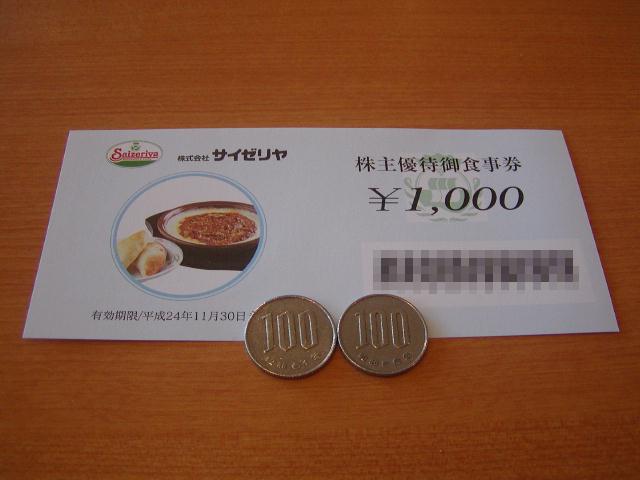 Saizeriya
株式会社 サイゼリヤ
株主優待御食事券
¥1,000
有効期限/平成24年11月30日
100
100